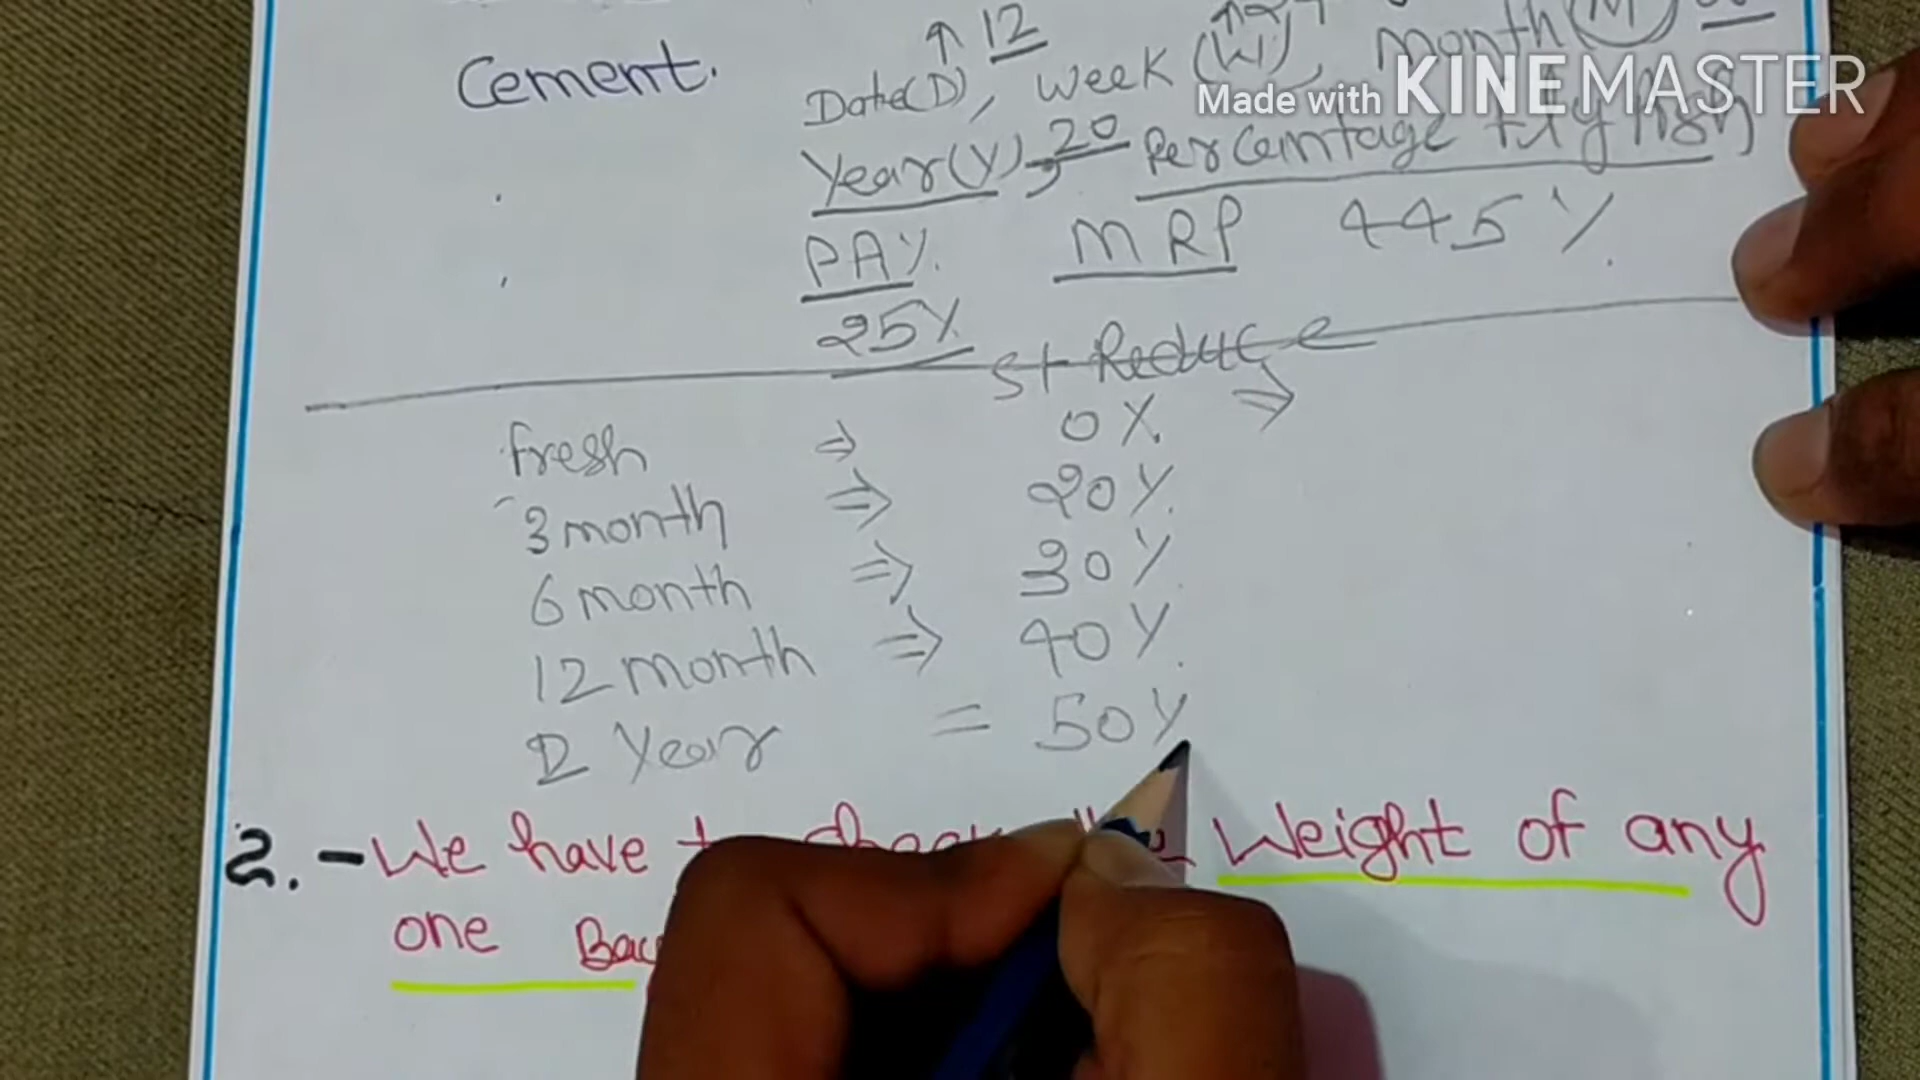 Cement.
↑ 12
Date(D), Week (W), Month (M)
Year(Y), 20 Percentage
PA%. MRP 445%.
25%
St Reduce
fresh ⇒ 0%. ⇒
3 month ⇒ 20%.
6 month ⇒ 30%.
12 month ⇒ 40%.
2 Year = 50%
2. - We have Weight of any
one
Made with KINEMASTER